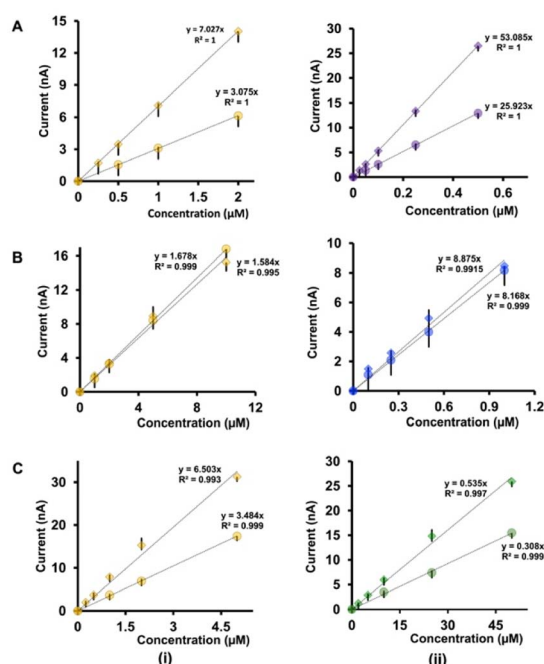 A
15
12
9
6
3
0
Current (nA)
y = 7.027x
R² = 1
y = 3.075x
R² = 1
0 0.5 1 1.5 2
Concentration (µM)
30
25
20
15
10
5
0
Current (nA)
y = 53.085x
R² = 1
y = 25.923x
R² = 1
0 0.2 0.4 0.6
Concentration (µM)
B
16
12
8
4
0
Current (nA)
y = 1.678x
R² = 0.999
y = 1.584x
R² = 0.995
0 4 8 12
Concentration (µM)
10
8
6
4
2
0
Current (nA)
y = 8.875x
R² = 0.9915
y = 8.168x
R² = 0.999
0 0.3 0.6 0.9 1.2
Concentration (µM)
C
30
20
10
0
Current (nA)
y = 6.503x
R² = 0.993
y = 3.484x
R² = 0.999
0 1.5 3 4.5
Concentration (µM)
(i)
30
25
20
15
10
5
0
Current (nA)
y = 0.535x
R² = 0.997
y = 0.308x
R² = 0.999
0 15 30 45
Concentration (µM)
(ii)